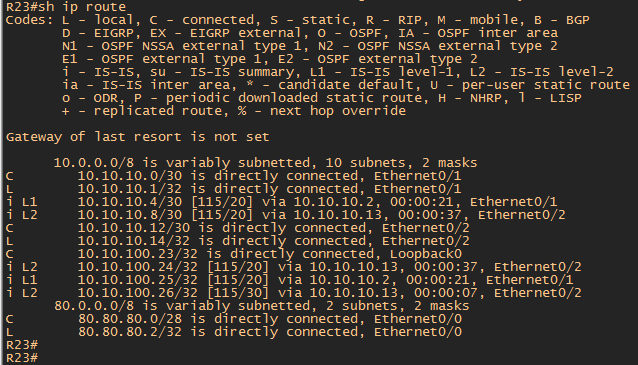 R23#sh ip route
Codes: L - local, C - connected, S - static, R - RIP, M - mobile, B - BGP
       D - EIGRP, EX - EIGRP external, O - OSPF, IA - OSPF inter area
       N1 - OSPF NSSA external type 1, N2 - OSPF NSSA external type 2
       E1 - OSPF external type 1, E2 - OSPF external type 2
       i - IS-IS, su - IS-IS summary, L1 - IS-IS level-1, L2 - IS-IS level-2
       ia - IS-IS inter area, * - candidate default, U - per-user static route
       o - ODR, P - periodic downloaded static route, H - NHRP, l - LISP
       + - replicated route, % - next hop override
Gateway of last resort is not set
      10.0.0.0/8 is variably subnetted, 10 subnets, 2 masks
C        10.10.10.0/30 is directly connected, Ethernet0/1
L        10.10.10.1/32 is directly connected, Ethernet0/1
i L1     10.10.10.4/30 [115/20] via 10.10.10.2, 00:00:21, Ethernet0/1
i L2     10.10.10.8/30 [115/20] via 10.10.10.13, 00:00:37, Ethernet0/2
C        10.10.10.12/30 is directly connected, Ethernet0/2
L        10.10.10.14/32 is directly connected, Ethernet0/2
C        10.10.100.23/32 is directly connected, Loopback0
i L2     10.10.100.24/32 [115/20] via 10.10.10.13, 00:00:37, Ethernet0/2
i L1     10.10.100.25/32 [115/20] via 10.10.10.2, 00:00:21, Ethernet0/1
i L2     10.10.100.26/32 [115/30] via 10.10.10.13, 00:00:07, Ethernet0/2
      80.0.0.0/8 is variably subnetted, 2 subnets, 2 masks
C        80.80.80.0/28 is directly connected, Ethernet0/0
L        80.80.80.2/32 is directly connected, Ethernet0/0
R23#
R23#